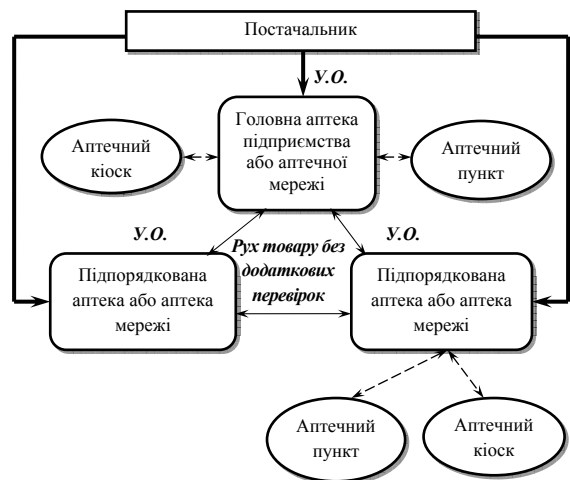 Постачальник
У.О.
Головна аптека
підприємства
або аптечної
мережі
Аптечний
кіоск
Аптечний
пункт
У.О.
Рух товару без
додаткових
перевірок
У.О.
Підпорядкована
аптека або аптека
мережі
Підпорядкована
аптека або аптека
мережі
Аптечний
пункт
Аптечний
кіоск